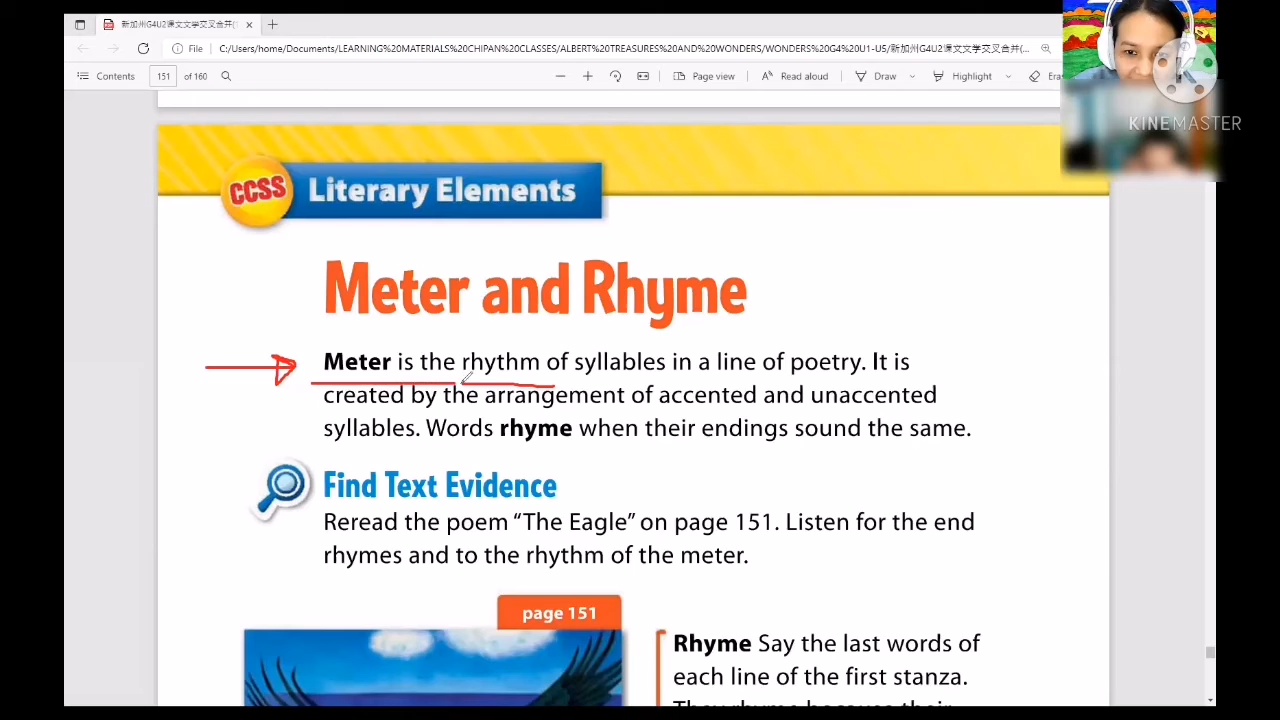 新加州G4U2课文文学交叉合并(
File
C:/Users/home/Documents/LEARNING%20MATERIALS%20CHIPAN%20CLASSES/ALBERT%20TREASURES%20AND%20WONDERS/WONDERS%20G4%20U1-U5/新加州G4U2课文文学交叉合并(...
Contents
151
of 160
Page view
Read aloud
Draw
Highlight
Eras
KINEMASTER
CCSS
Literary Elements
Meter and Rhyme
Meter is the rhythm of syllables in a line of poetry. It is
created by the arrangement of accented and unaccented
syllables. Words rhyme when their endings sound the same.
Find Text Evidence
Reread the poem “The Eagle” on page 151. Listen for the end
rhymes and to the rhythm of the meter.
page 151
Rhyme Say the last words of
each line of the first stanza.
They rhyme because their